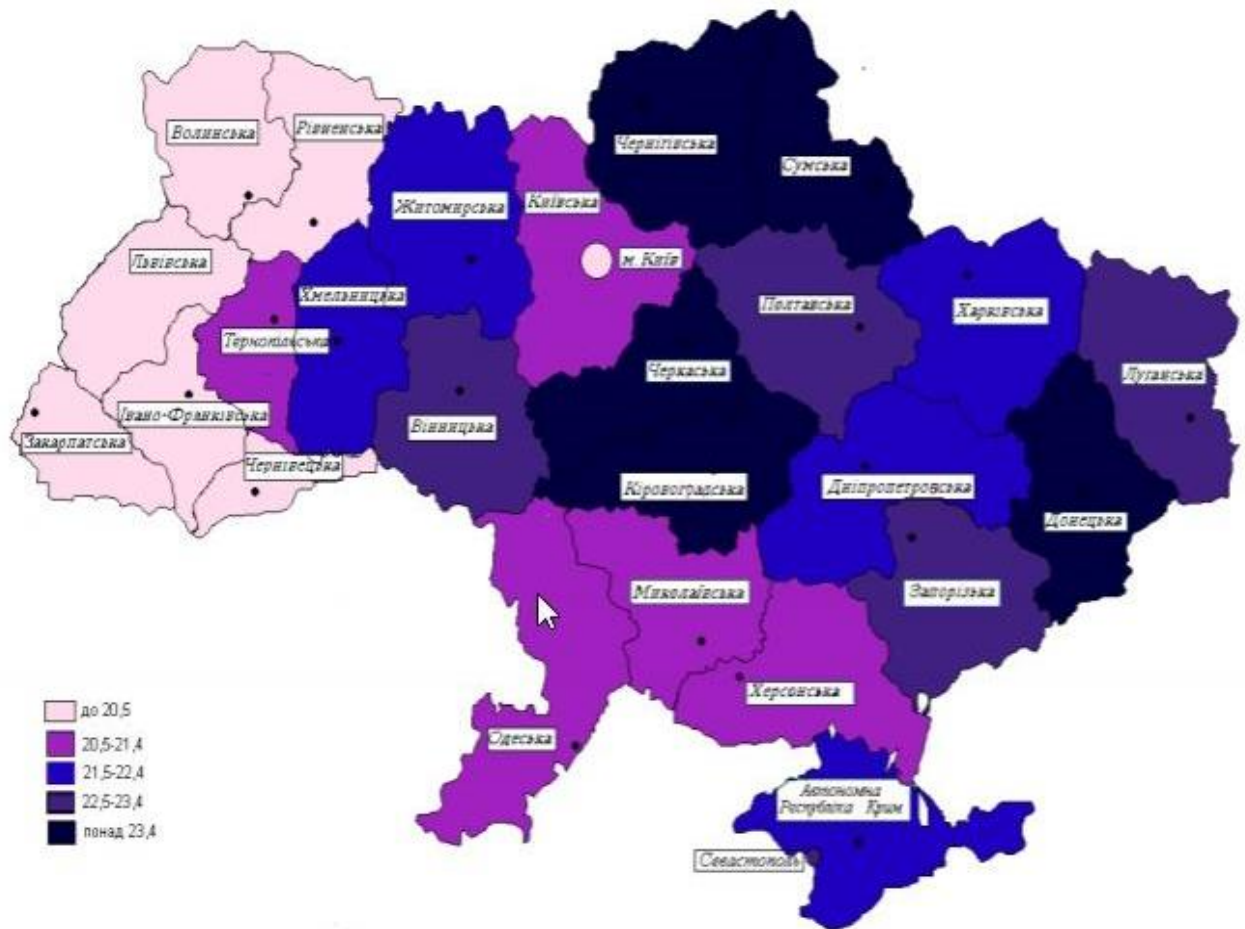 Волинська
Рівненська
Чернігівська
Сумська
Житомирська
Київська
Львівська
м. Київ
Хмельницька
Полтавська
Харківська
Тернопільська
Черкаська
Луганська
Івано-Франківська
Вінницька
Закарпатська
Чернівецька
Кіровоградська
Дніпропетровська
Донецька
Миколаївська
Запорізька
Херсонська
Одеська
Автономна
Республіка Крим
Севастополь
до 20,5
20,5-21,4
21,5-22,4
22,5-23,4
понад 23,4